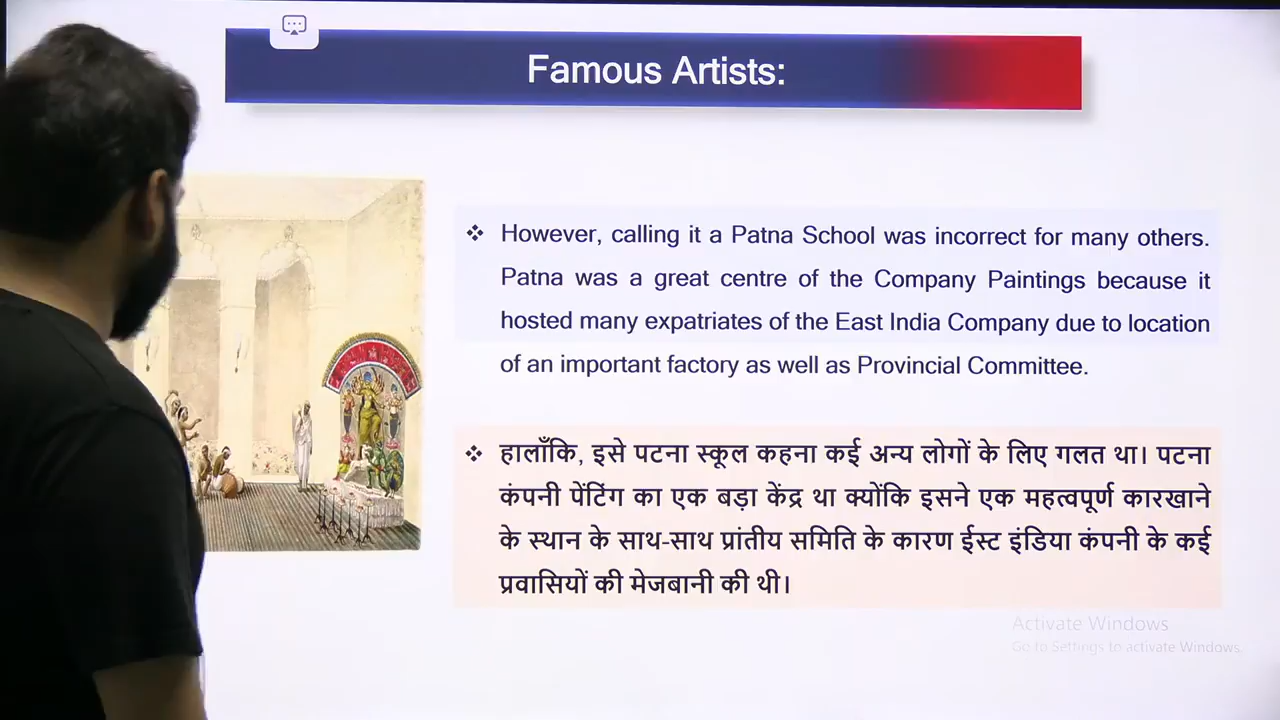 Famous Artists:
❖ However, calling it a Patna School was incorrect for many others.
Patna was a great centre of the Company Paintings because it
hosted many expatriates of the East India Company due to location
of an important factory as well as Provincial Committee.
❖ हालाँकि, इसे पटना स्कूल कहना कई अन्य लोगों के लिए गलत था। पटना
कंपनी पेंटिंग का एक बड़ा केंद्र था क्योंकि इसने एक महत्वपूर्ण कारखाने
के स्थान के साथ-साथ प्रांतीय समिति के कारण ईस्ट इंडिया कंपनी के कई
प्रवासियों की मेजबानी की थी।
Activate Windows
Go to Settings to activate Windows.